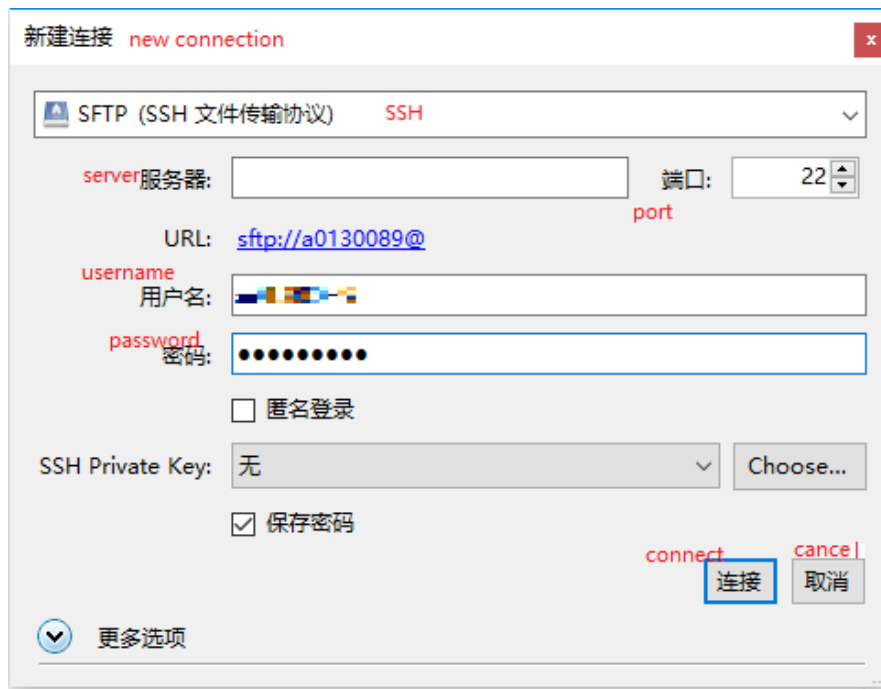 新建连接 new connection
x
SFTP (SSH 文件传输协议) SSH
server服务器: 端口: 22
port
URL: sftp://a0130089@
username
用户名:
password
密码: ●●●●●●●●●
匿名登录
SSH Private Key: 无 Choose...
保存密码
connect cancel
连接 取消
更多选项